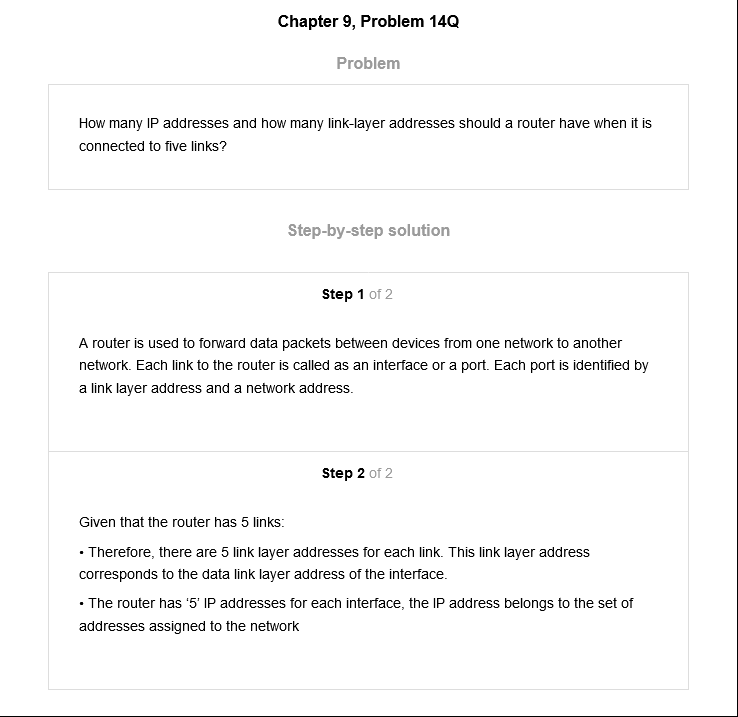 Chapter 9, Problem 14Q
Problem
How many IP addresses and how many link-layer addresses should a router have when it is
connected to five links?
Step-by-step solution
Step 1 of 2
A router is used to forward data packets between devices from one network to another
network. Each link to the router is called as an interface or a port. Each port is identified by
a link layer address and a network address.
Step 2 of 2
Given that the router has 5 links:
• Therefore, there are 5 link layer addresses for each link. This link layer address
corresponds to the data link layer address of the interface.
• The router has ‘5’ IP addresses for each interface, the IP address belongs to the set of
addresses assigned to the network